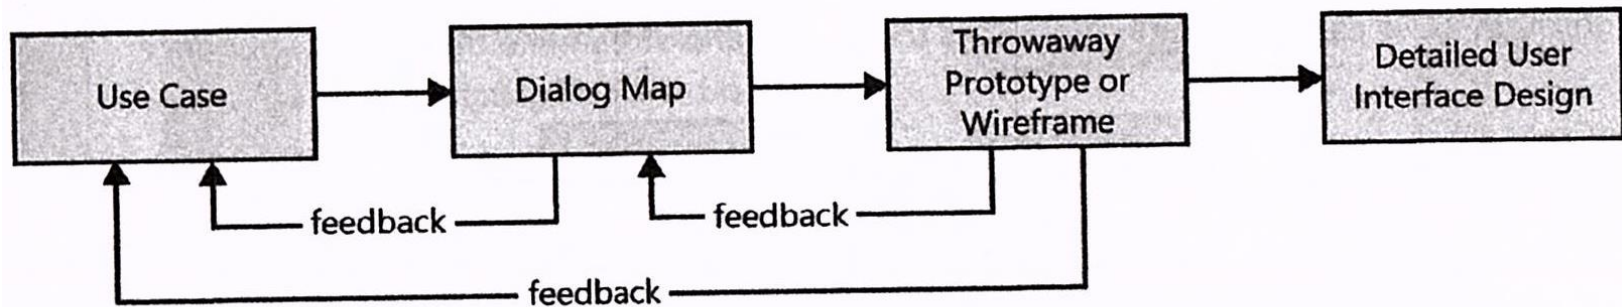 Use Case
Dialog Map
Throwaway
Prototype or
Wireframe
Detailed User
Interface Design
feedback
feedback
feedback